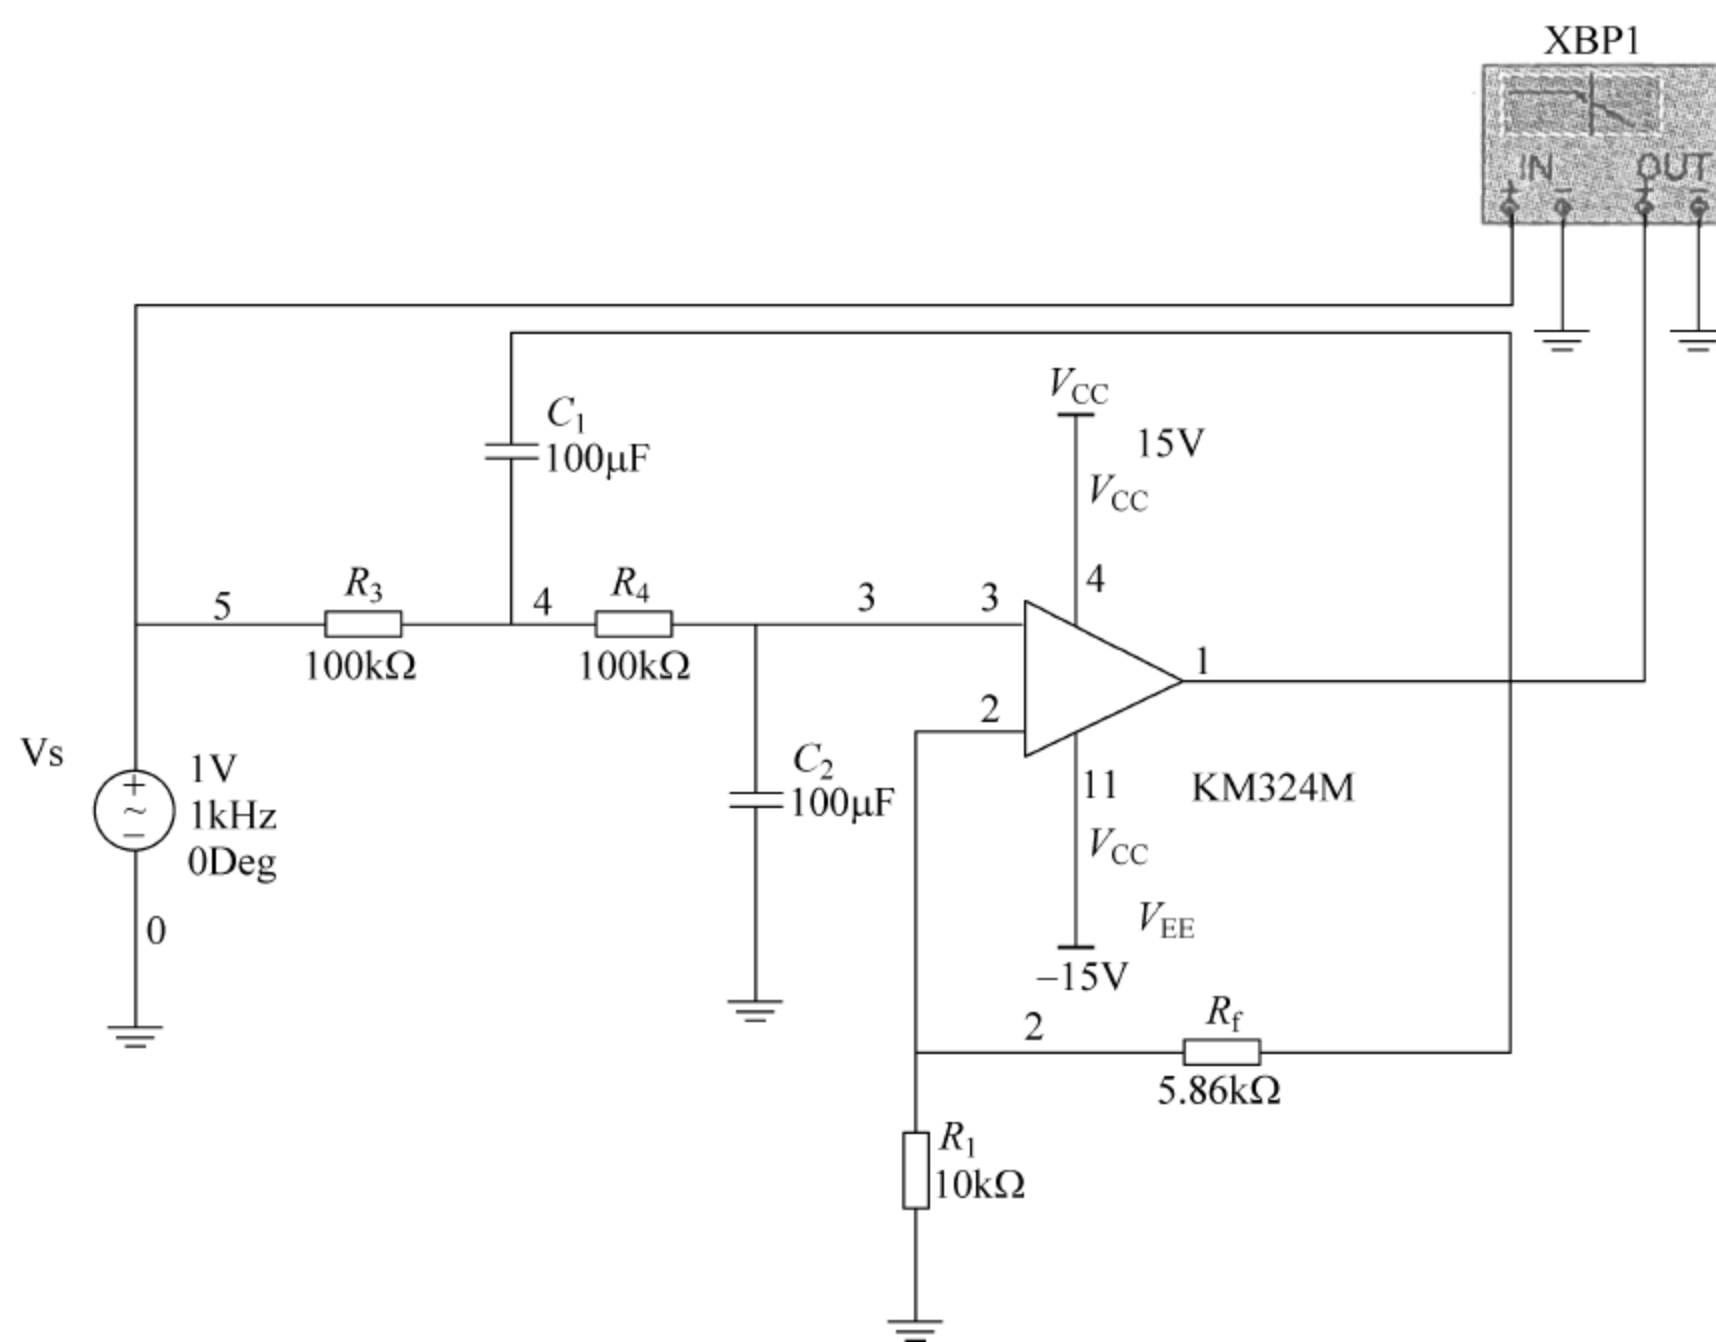 XBP1
IN OUT
+ − + −
C1
100μF
VCC
15V
VCC
4
5
R3
100kΩ
4
R4
100kΩ
3
3
1
2
Vs
+
~
−
1V
1kHz
0Deg
0
C2
100μF
11
KM324M
VCC
VEE
−15V
2
Rf
5.86kΩ
R1
10kΩ